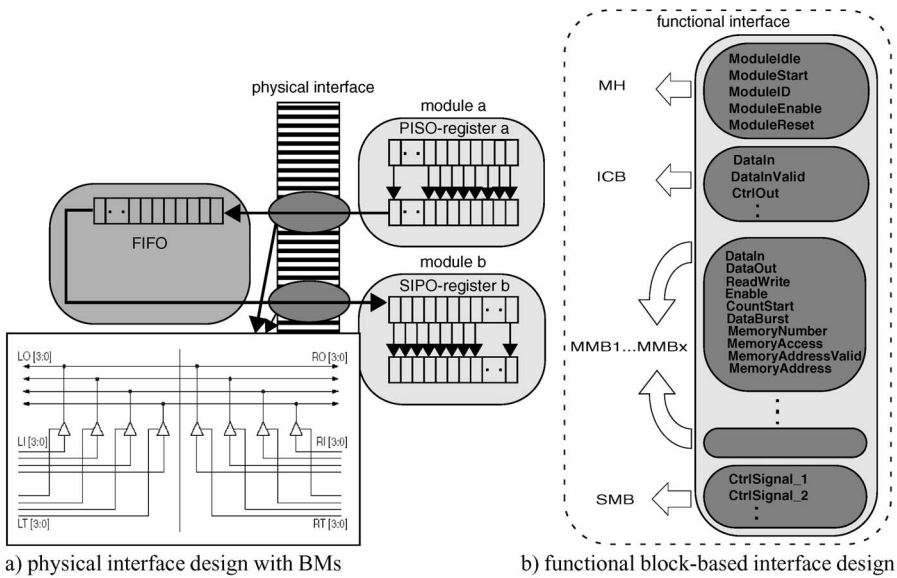 functional interface
physical interface
module a
PISO-register a
FIFO
module b
SIPO-register b
LO [3:0]
RO [3:0]
LI [3:0]
RI [3:0]
LT [3:0]
RT [3:0]
a) physical interface design with BMs
MH
ModuleIdle
ModuleStart
ModuleID
ModuleEnable
ModuleReset
ICB
DataIn
DataInValid
CtrlOut
MMB1...MMBx
DataIn
DataOut
ReadWrite
Enable
CountStart
DataBurst
MemoryNumber
MemoryAccess
MemoryAddressValid
MemoryAddress
SMB
CtrlSignal_1
CtrlSignal_2
b) functional block-based interface design